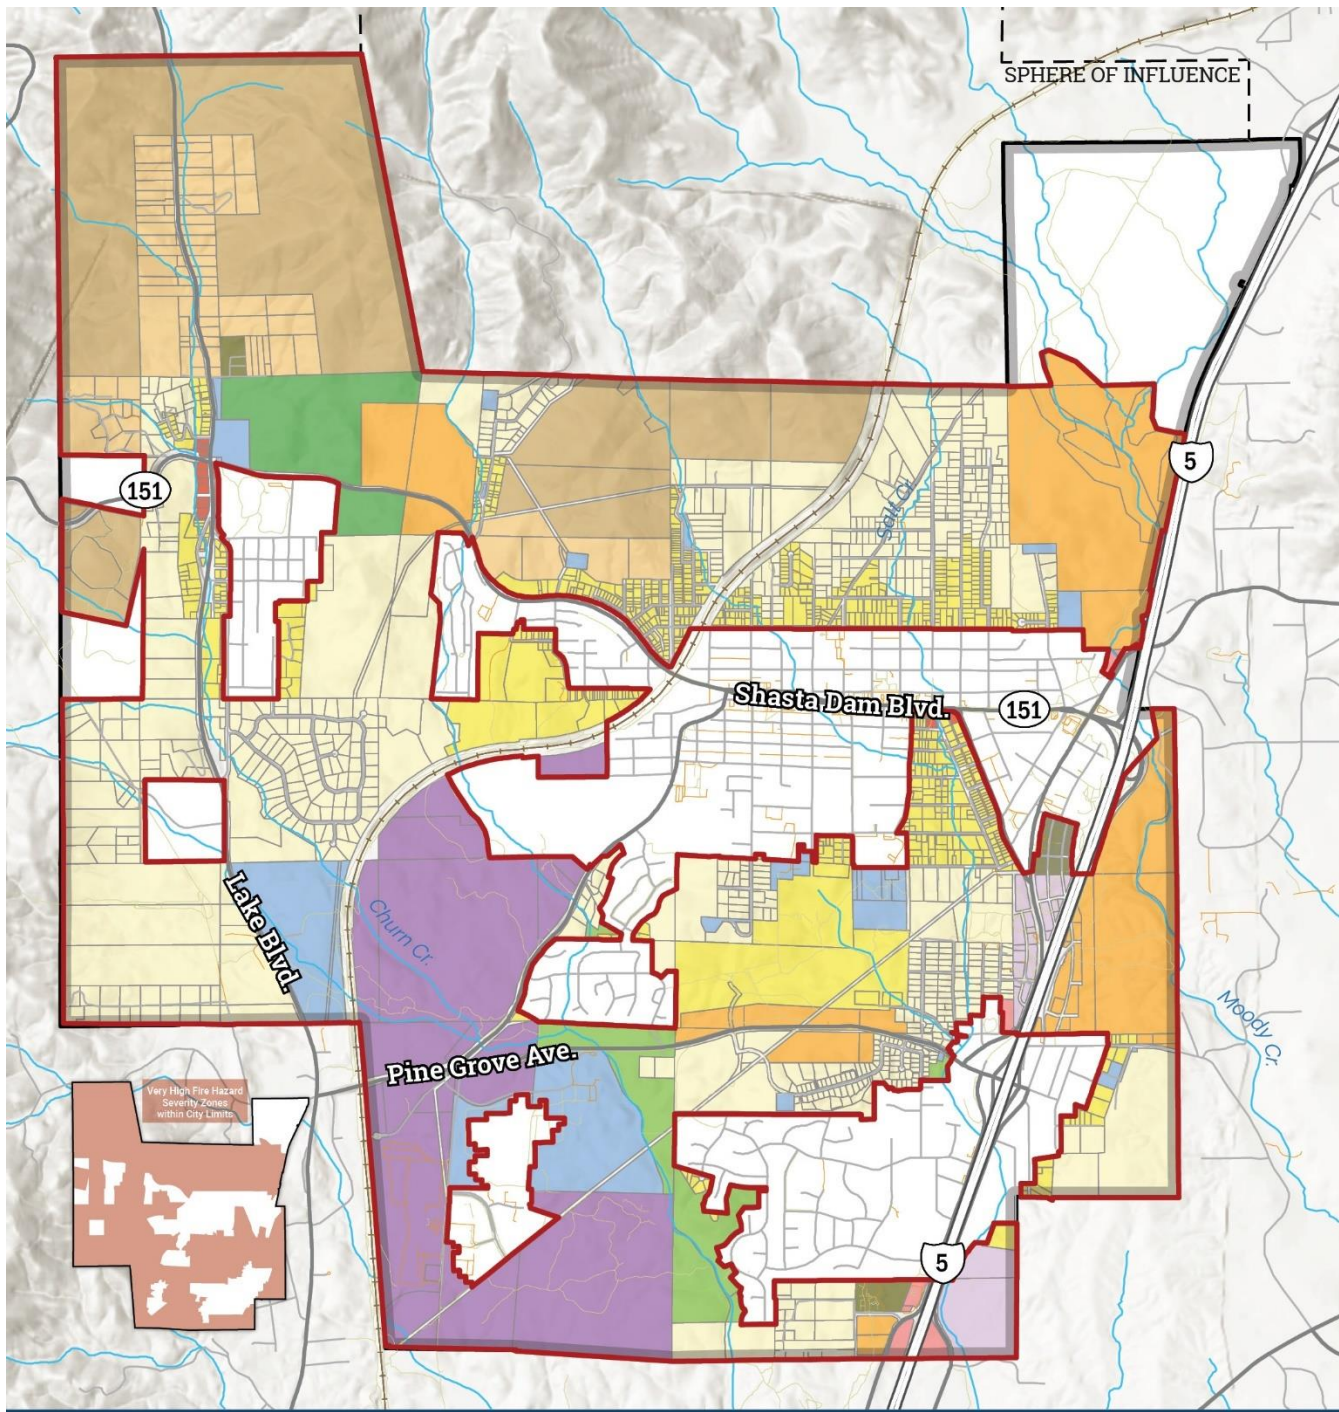 SPHERE OF INFLUENCE
5
151
Salt Cr.
Shasta Dam Blvd.
151
Lake Blvd.
Churn Cr.
Moody Cr.
Pine Grove Ave.
Very High Fire Hazard
Severity Zones
within City Limits
5